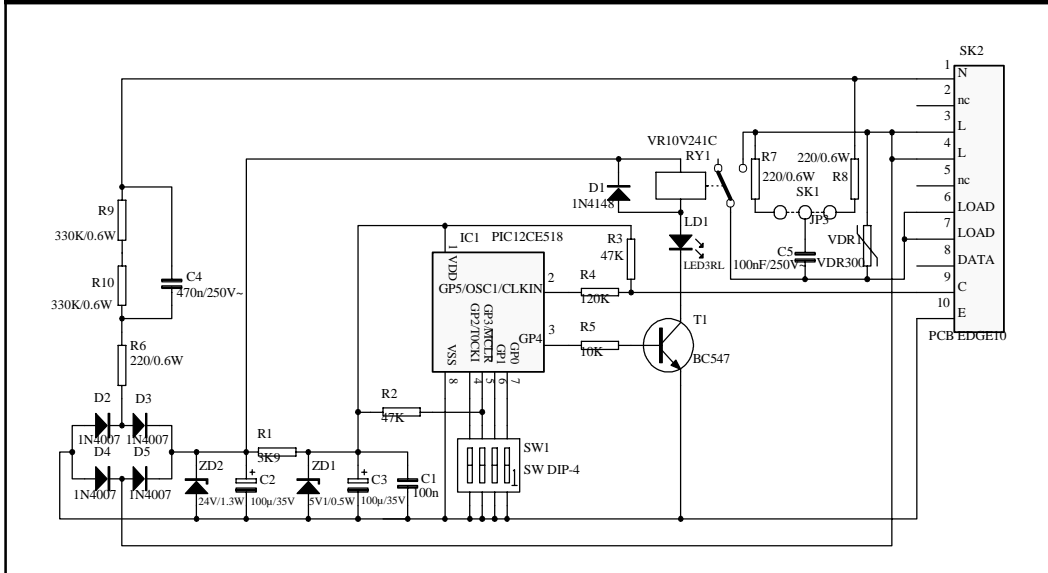 SK2
1
N
2
nc
3
L
4
L
5
nc
6
LOAD
7
LOAD
8
DATA
9
C
10
E
PCB EDGE10
VR10V241C
RY1
R7
220/0.6W
220/0.6W
R8
SK1
JP3
D1
1N4148
LD1
LED3RL
C5
100nF/250V~
VDR1
VDR300
R9
330K/0.6W
R10
330K/0.6W
C4
470n/250V~
R6
220/0.6W
IC1
PIC12CE518
1
VDD
GP5/OSC1/CLKIN
2
GP4
3
VSS
GP2/T0CKI
GP3/MCLR
GP1
GP0
8
4
5
6
7
R3
47K
R4
120K
R5
10K
T1
BC547
R2
47K
D2
D3
1N4007
1N4007
D4
D5
1N4007
1N4007
R1
3K9
ZD2
24V/1.3W
C2
+
100µ/35V
ZD1
5V1/0.5W
C3
+
100µ/35V
C1
100n
SW1
SW DIP-4
1